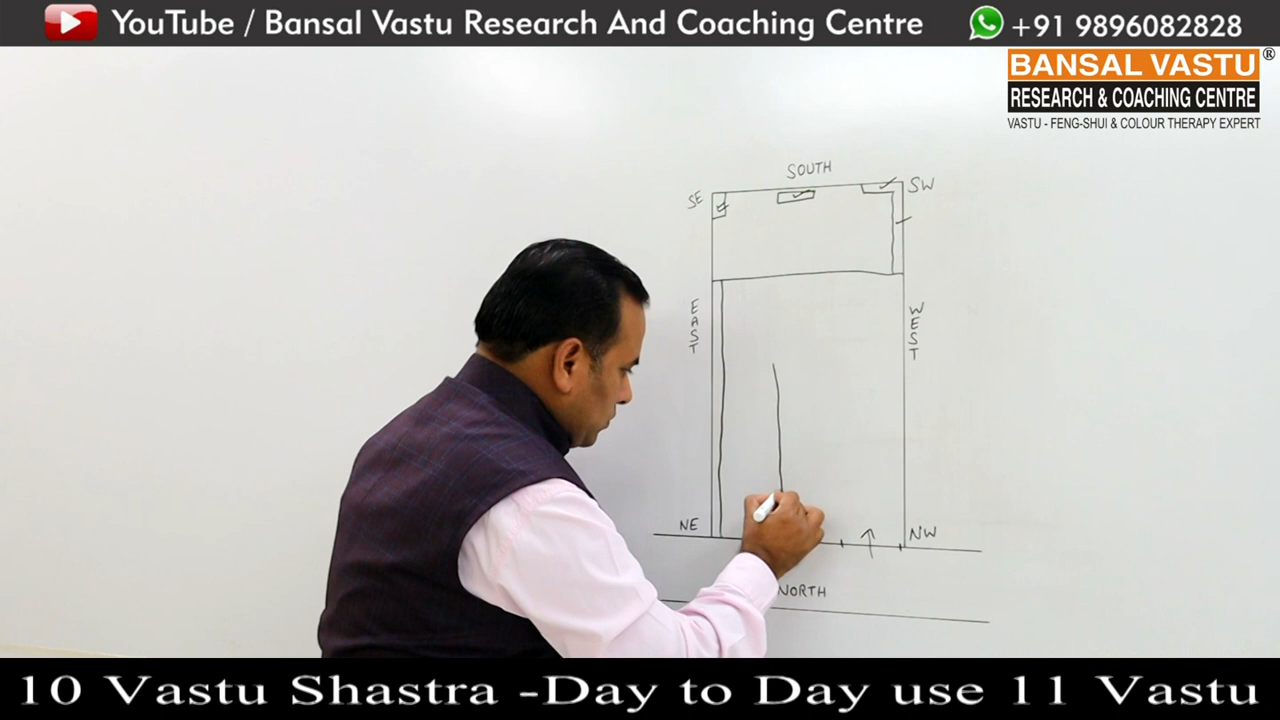 YouTube / Bansal Vastu Research And Coaching Centre +91 9896082828
BANSAL VASTU ®
RESEARCH & COACHING CENTRE
VASTU - FENG-SHUI & COLOUR THERAPY EXPERT
SOUTH
SE
SW
EAST
WEST
NE
NW
NORTH
10 Vastu Shastra -Day to Day use 11 Vastu